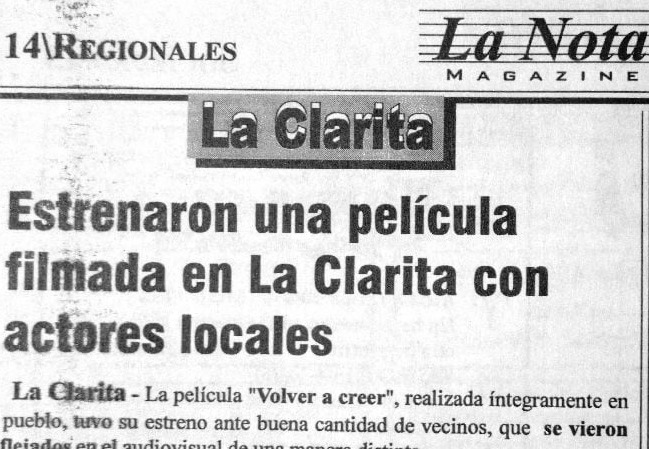 14\REGIONALES
La Nota
MAGAZINE
La Clarita
Estrenaron una película
filmada en La Clarita con
actores locales
La Clarita - La película "Volver a creer", realizada íntegramente en
pueblo, tuvo su estreno ante buena cantidad de vecinos, que se vieron
flejados en el audiovisual de una manera distinta